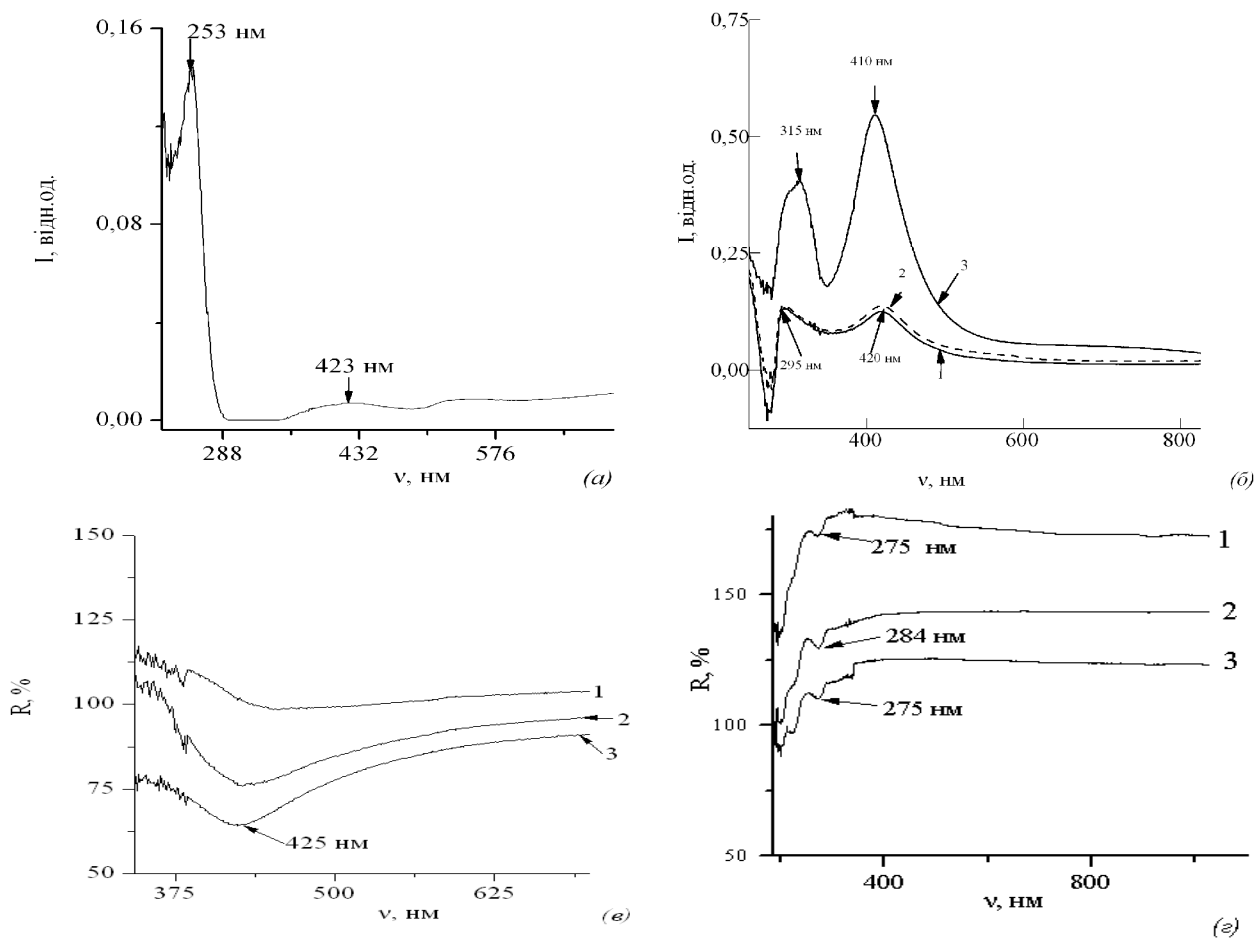 0,16
253 нм
0,08
423 нм
0,00
288 432 576
I, відн.од.
ν, нм
(а)
0,75
410 нм
0,50
315 нм
0,25
2
3
0,00
295 нм
420 нм
1
400 600 800
I, відн.од.
ν, нм
(б)
150
125
100
75
50
1
2
3
425 нм
375 500 625
R, %
ν, нм
(в)
150
100
50
275 нм
1
284 нм
2
3
275 нм
400 800
R, %
ν, нм
(г)